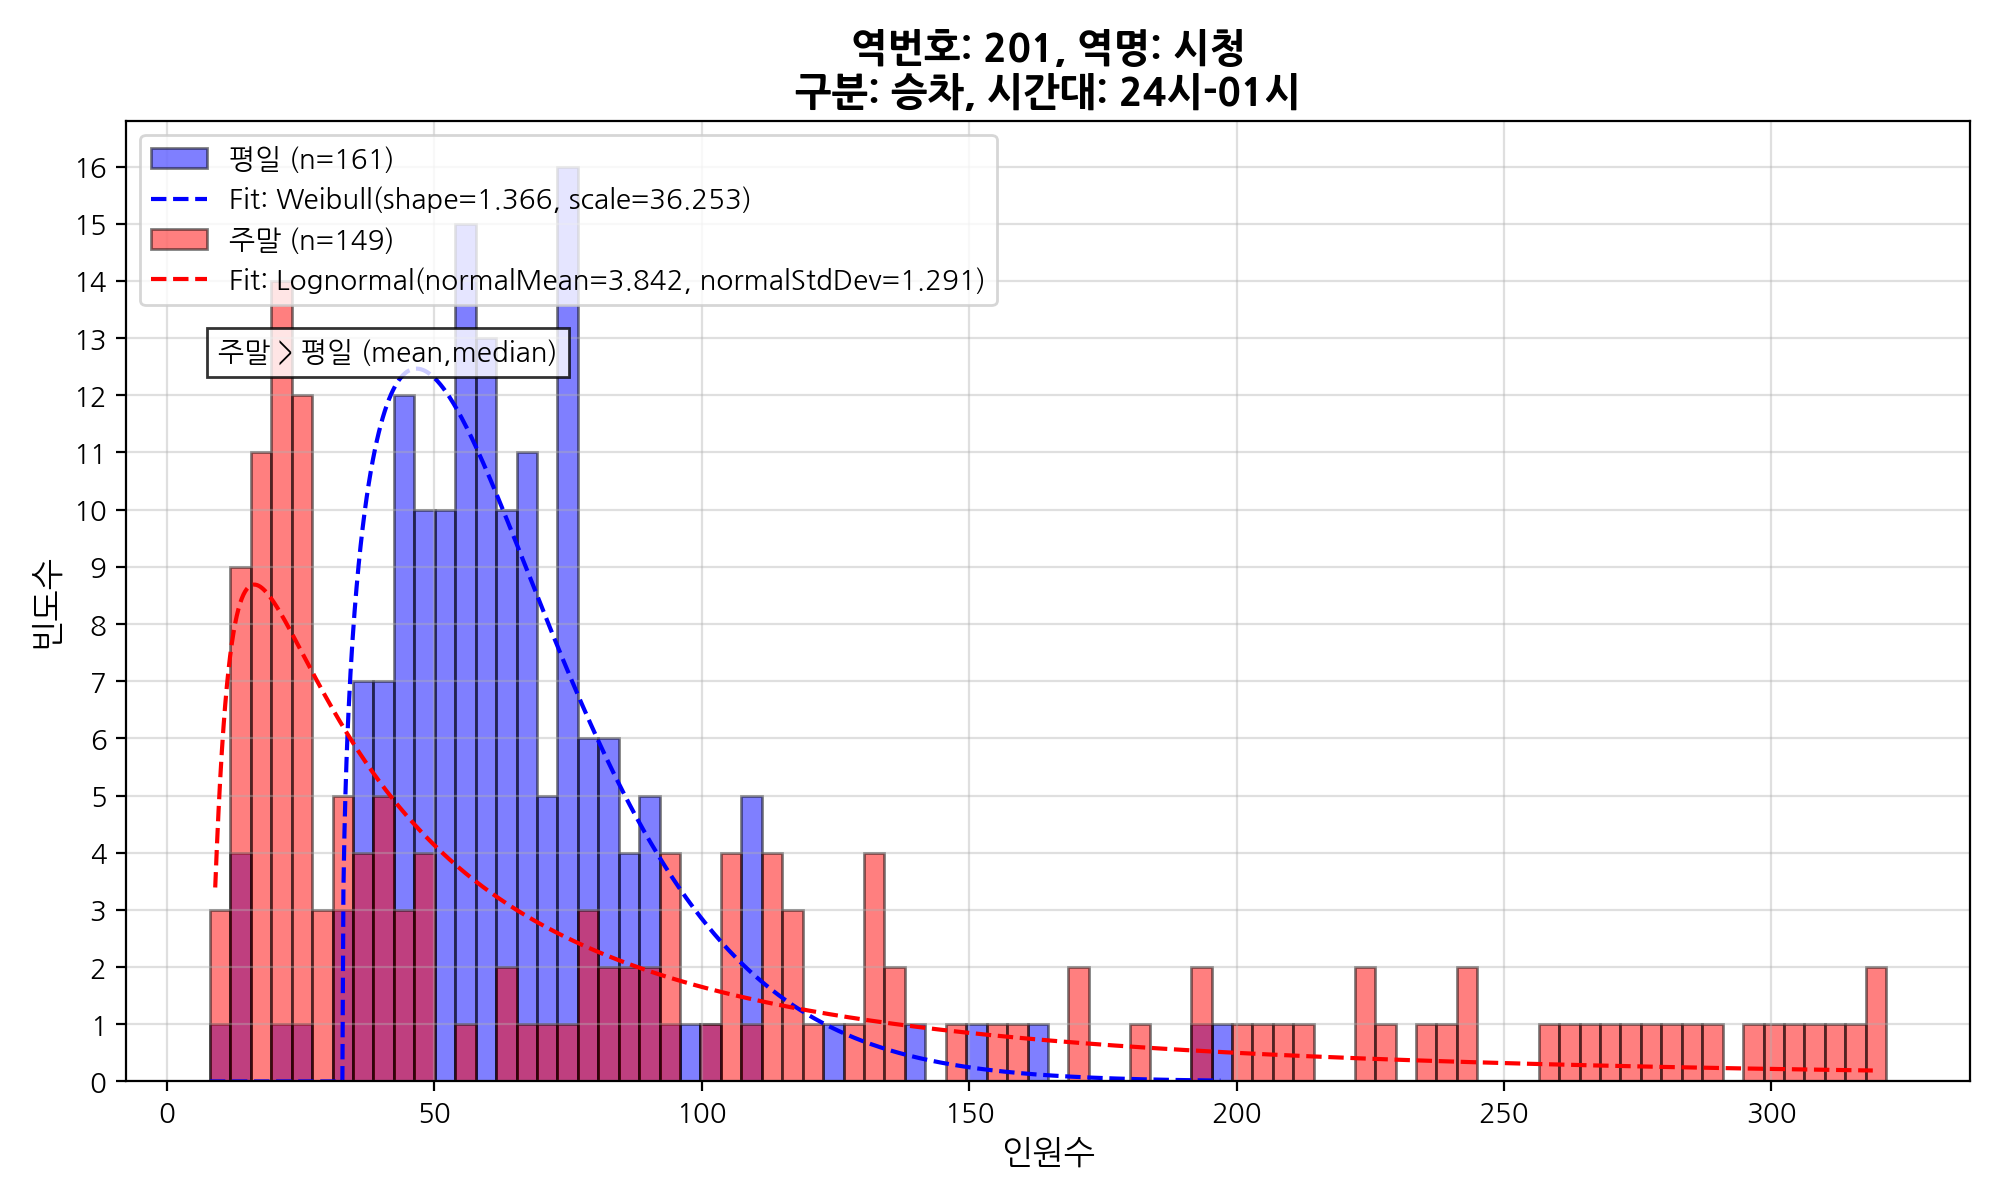 역번호: 201, 역명: 시청
구분: 승차, 시간대: 24시-01시
평일 (n=161)
Fit: Weibull(shape=1.366, scale=36.253)
주말 (n=149)
Fit: Lognormal(normalMean=3.842, normalStdDev=1.291)
주말 > 평일 (mean,median)
빈도수
16
15
14
13
12
11
10
9
8
7
6
5
4
3
2
1
0
0 50 100 150 200 250 300
인원수